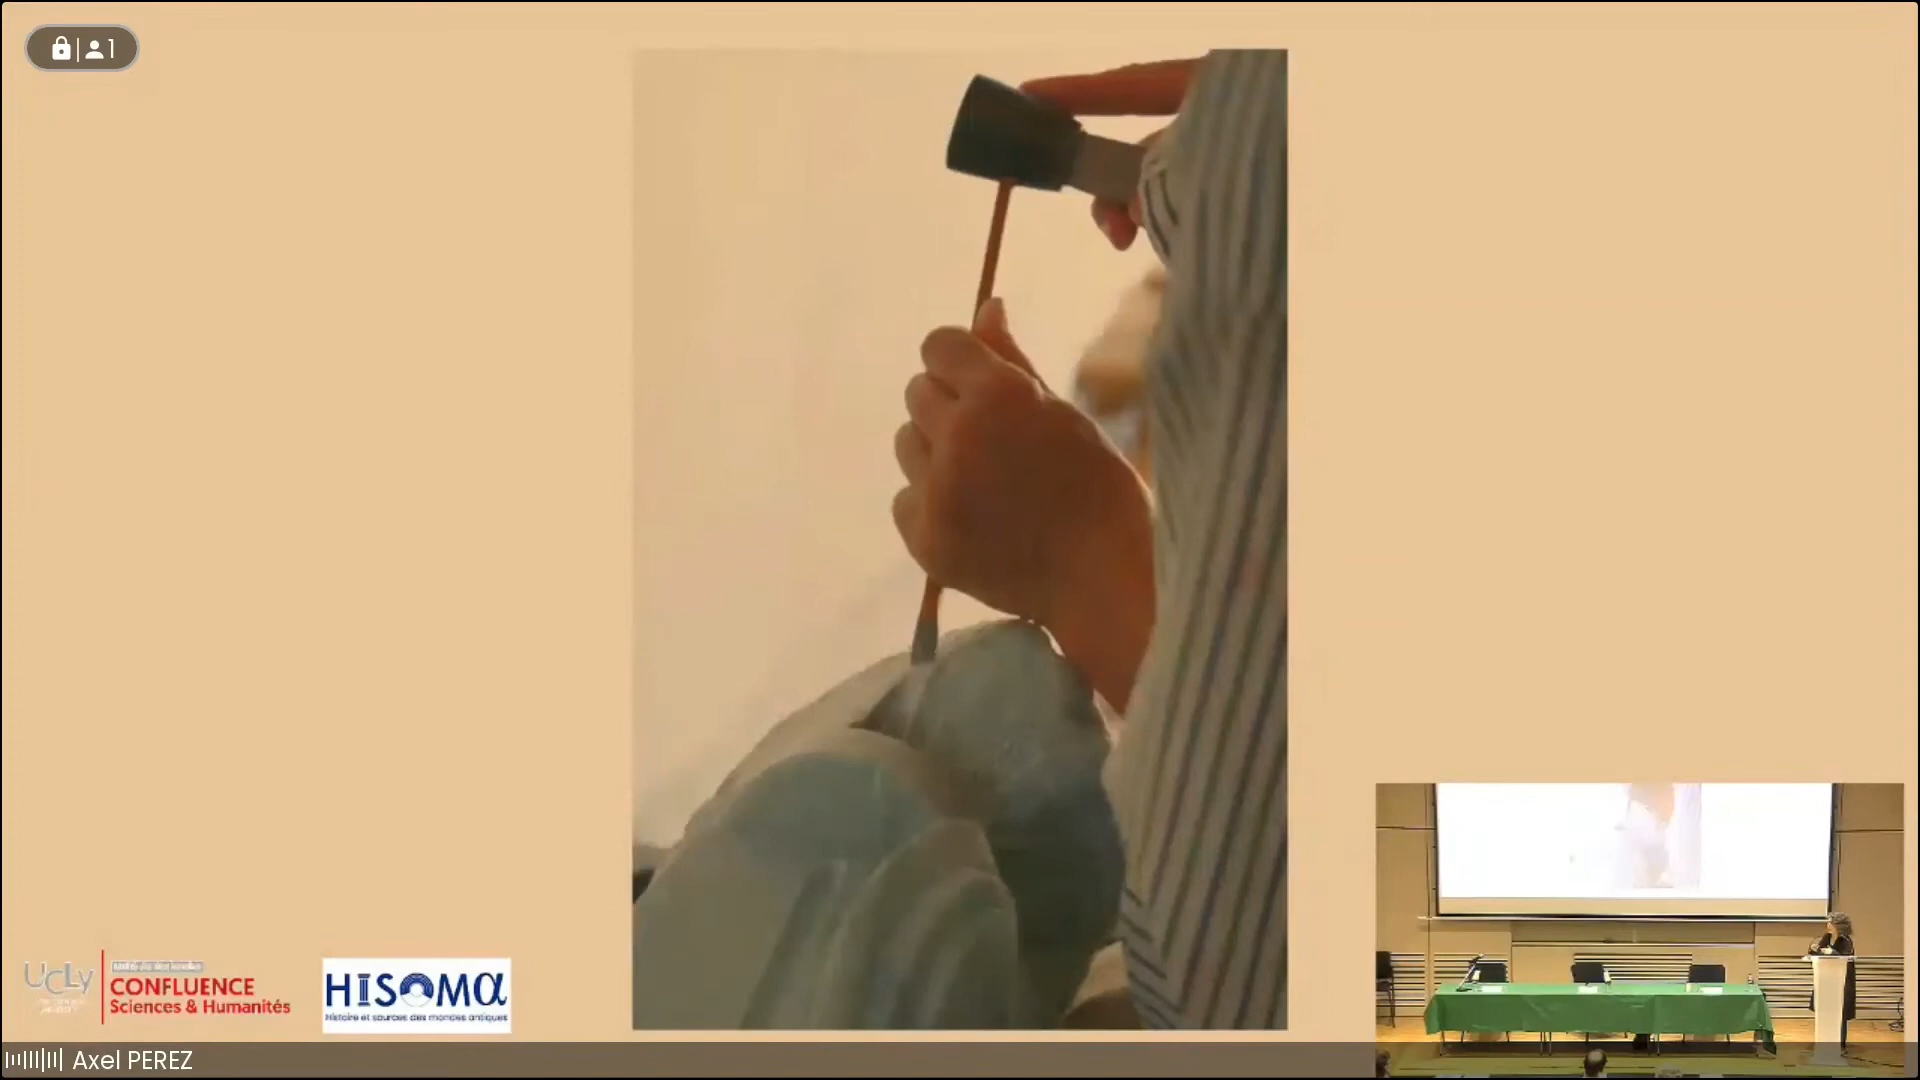 1
UCLy
CONFLUENCE
Sciences & Humanités
HISOMα
Histoire et sources des mondes antiques
Axel PEREZ